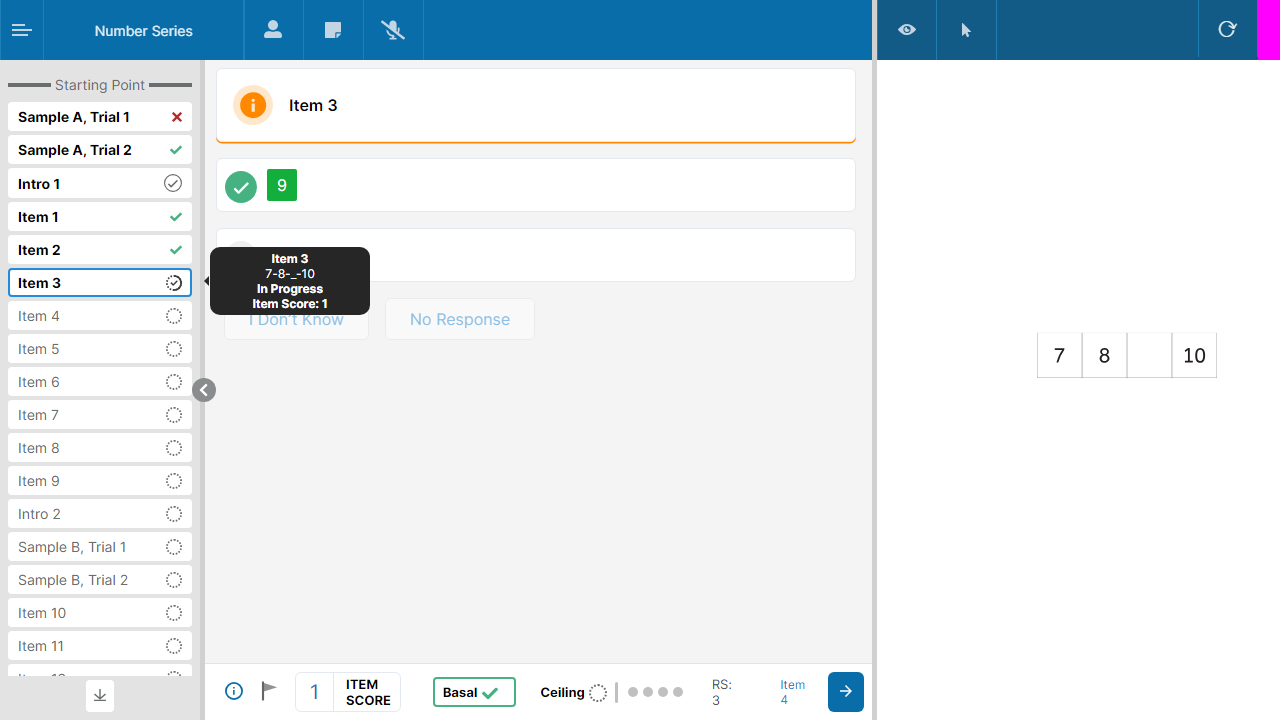 Number Series
Starting Point
Sample A, Trial 1
Sample A, Trial 2
Intro 1
Item 1
Item 2
Item 3
Item 4
Item 5
Item 6
Item 7
Item 8
Item 9
Intro 2
Sample B, Trial 1
Sample B, Trial 2
Item 10
Item 11
Item 3
9
Item 3
7-8-_-10
In Progress
Item Score: 1
I Don't Know
No Response
1
ITEM
SCORE
Basal
Ceiling
RS:
3
Item
4
7 8 10